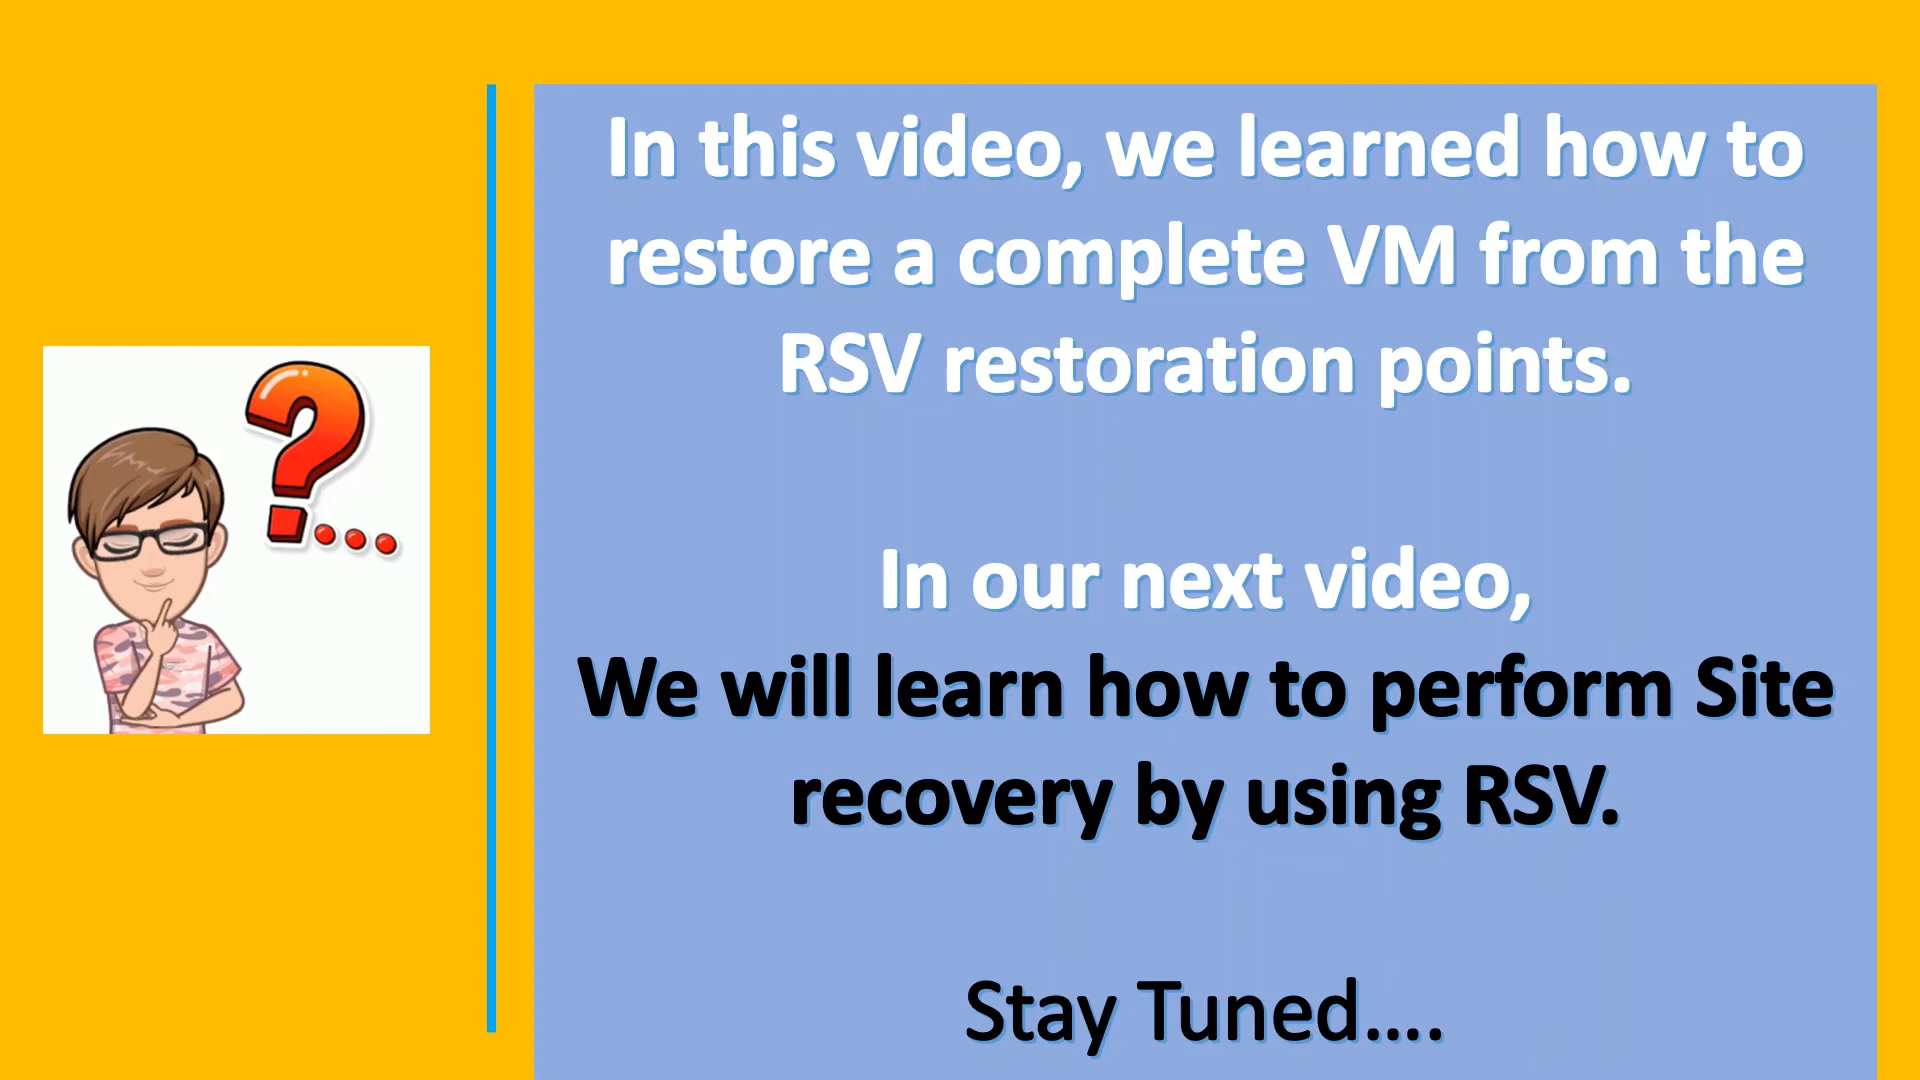 In this video, we learned how to
restore a complete VM from the
RSV restoration points.
In our next video,
We will learn how to perform Site
recovery by using RSV.
Stay Tuned....